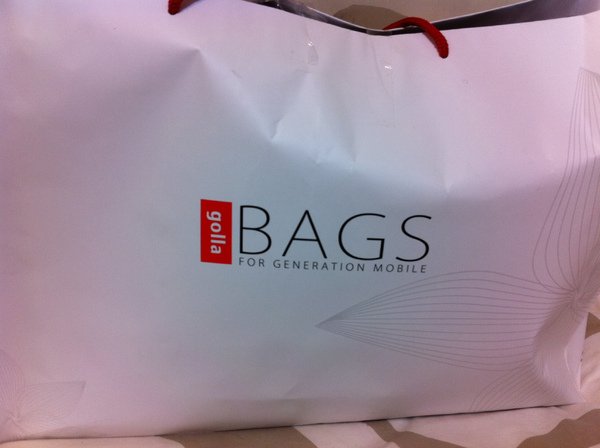 golla
BAGS
FOR GENERATION MOBILE